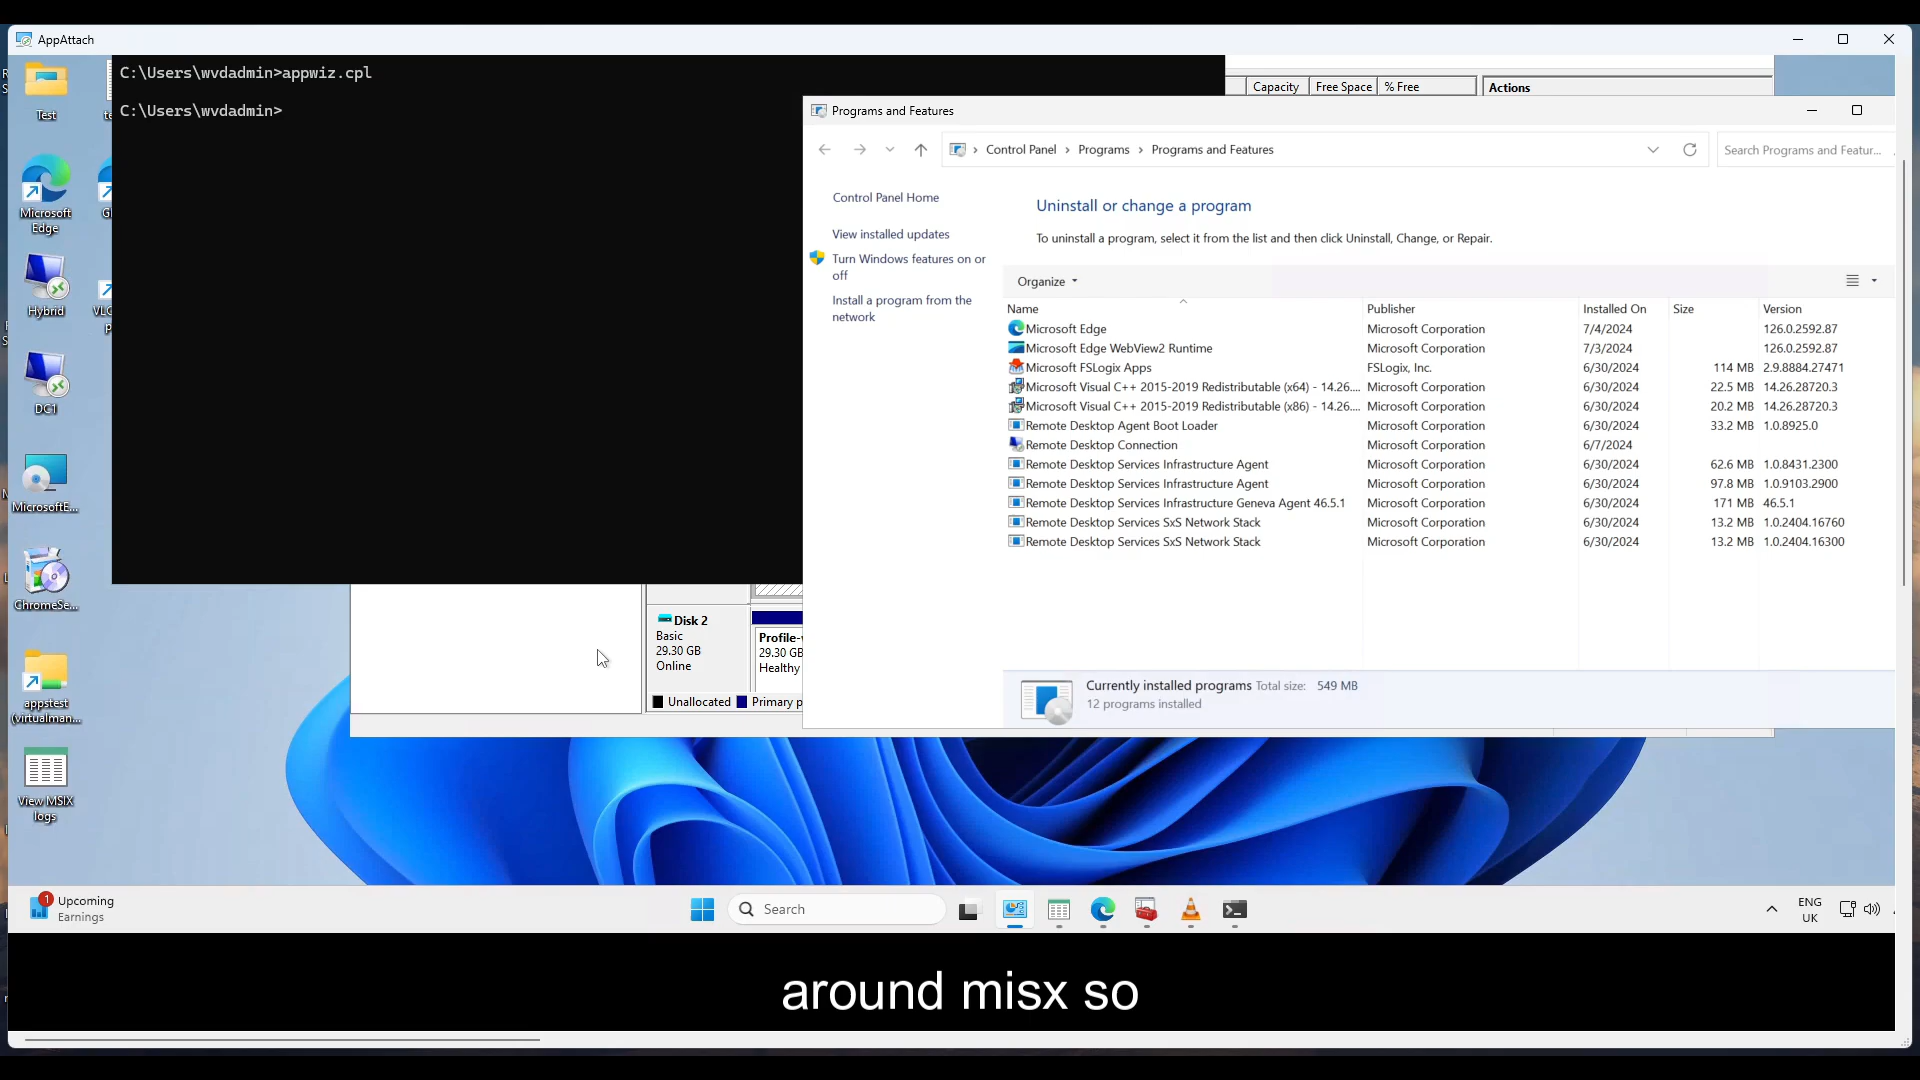 AppAttach
Test
Microsoft
Edge
Hybrid
DC1
MicrosoftE...
ChromeSe...
appstest
(virtualman...
View MSIX
logs
C:\Users\wvdadmin>appwiz.cpl
C:\Users\wvdadmin>
Capacity Free Space % Free Actions
Programs and Features
Control Panel > Programs > Programs and Features
Search Programs and Featur...
Control Panel Home
View installed updates
Turn Windows features on or
off
Install a program from the
network
Uninstall or change a program
To uninstall a program, select it from the list and then click Uninstall, Change, or Repair.
Organize
Name Publisher Installed On Size Version
Microsoft Edge Microsoft Corporation 7/4/2024 126.0.2592.87
Microsoft Edge WebView2 Runtime Microsoft Corporation 7/3/2024 126.0.2592.87
Microsoft FSLogix Apps FSLogix, Inc. 6/30/2024 114 MB 2.9.8884.27471
Microsoft Visual C++ 2015-2019 Redistributable (x64) - 14.26.... Microsoft Corporation 6/30/2024 22.5 MB 14.26.28720.3
Microsoft Visual C++ 2015-2019 Redistributable (x86) - 14.26.... Microsoft Corporation 6/30/2024 20.2 MB 14.26.28720.3
Remote Desktop Agent Boot Loader Microsoft Corporation 6/30/2024 33.2 MB 1.0.8925.0
Remote Desktop Connection Microsoft Corporation 6/7/2024
Remote Desktop Services Infrastructure Agent Microsoft Corporation 6/30/2024 62.6 MB 1.0.8431.2300
Remote Desktop Services Infrastructure Agent Microsoft Corporation 6/30/2024 97.8 MB 1.0.9103.2900
Remote Desktop Services Infrastructure Geneva Agent 46.5.1 Microsoft Corporation 6/30/2024 171 MB 46.5.1
Remote Desktop Services SxS Network Stack Microsoft Corporation 6/30/2024 13.2 MB 1.0.2404.16760
Remote Desktop Services SxS Network Stack Microsoft Corporation 6/30/2024 13.2 MB 1.0.2404.16300
Currently installed programs Total size: 549 MB
12 programs installed
Disk 2
Basic
29.30 GB
Online
Profile-
29.30 GB
Healthy
Unallocated Primary p
1
Upcoming
Earnings
Search
ENG
UK
around misx so